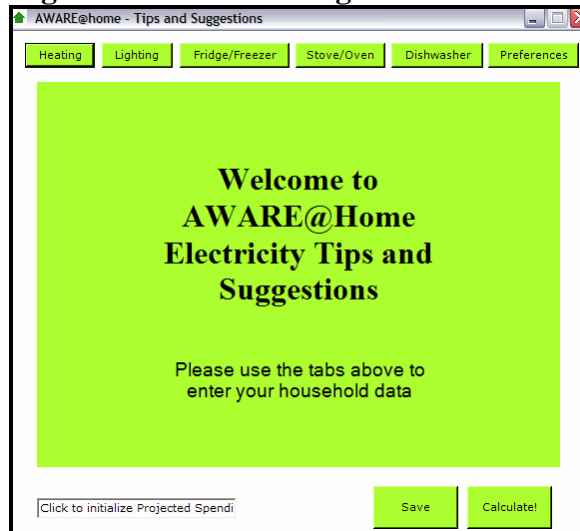 AWARE@home - Tips and Suggestions
Heating Lighting Fridge/Freezer Stove/Oven Dishwasher Preferences
Welcome to
AWARE@Home
Electricity Tips and
Suggestions
Please use the tabs above to
enter your household data
Click to initialize Projected Spendi
Save Calculate!